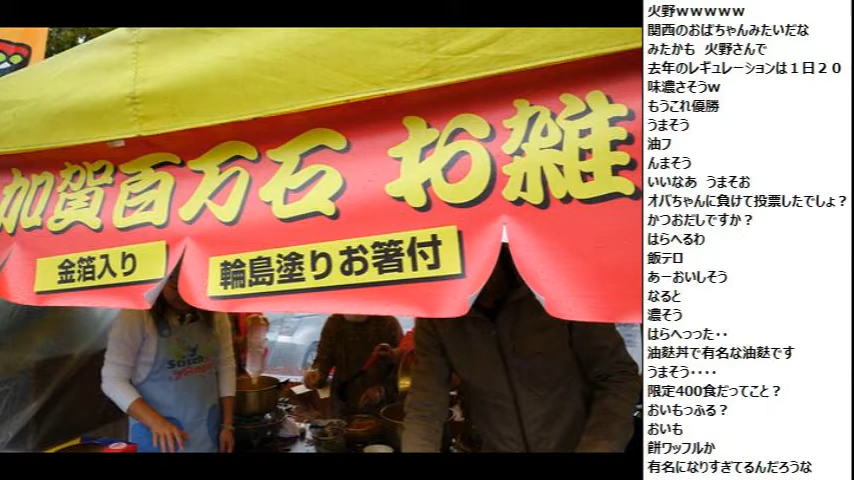 加賀百万石 お雑
金箔入り
輪島塗りお箸付
火野ｗｗｗｗｗ
関西のおばちゃんみたいだな
みたかも　火野さんで
去年のレギュレーションは１日２０
味濃さそうｗ
もうこれ優勝
うまそう
油フ
んまそう
いいなあ　うまそお
オバちゃんに負けて投票したでしょ？
かつおだしですか？
はらへるわ
飯テロ
あーおいしそう
なると
濃そう
はらへっった・・
油麩丼で有名な油麩です
うまそう・・・・
限定400食だってこと？
おいもっふる？
おいも
餅ワッフルか
有名になりすぎてるんだろうな